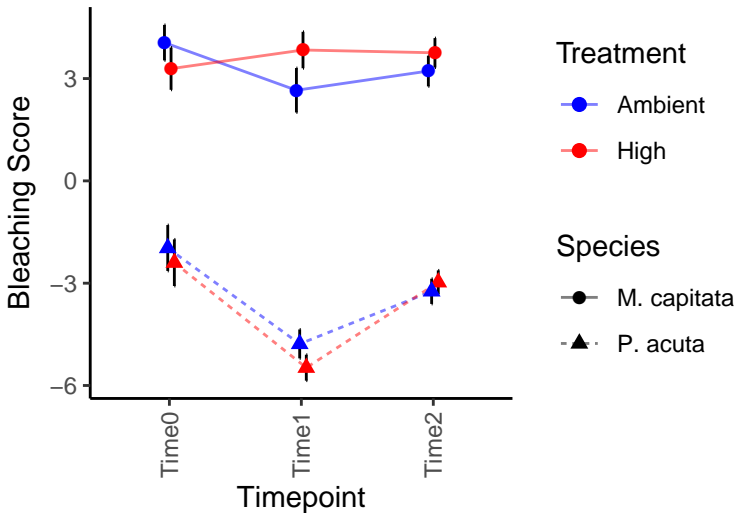 Bleaching Score
3
0
−3
−6
Time0
Time1
Time2
Timepoint
Treatment
Ambient
High
Species
M. capitata
P. acuta